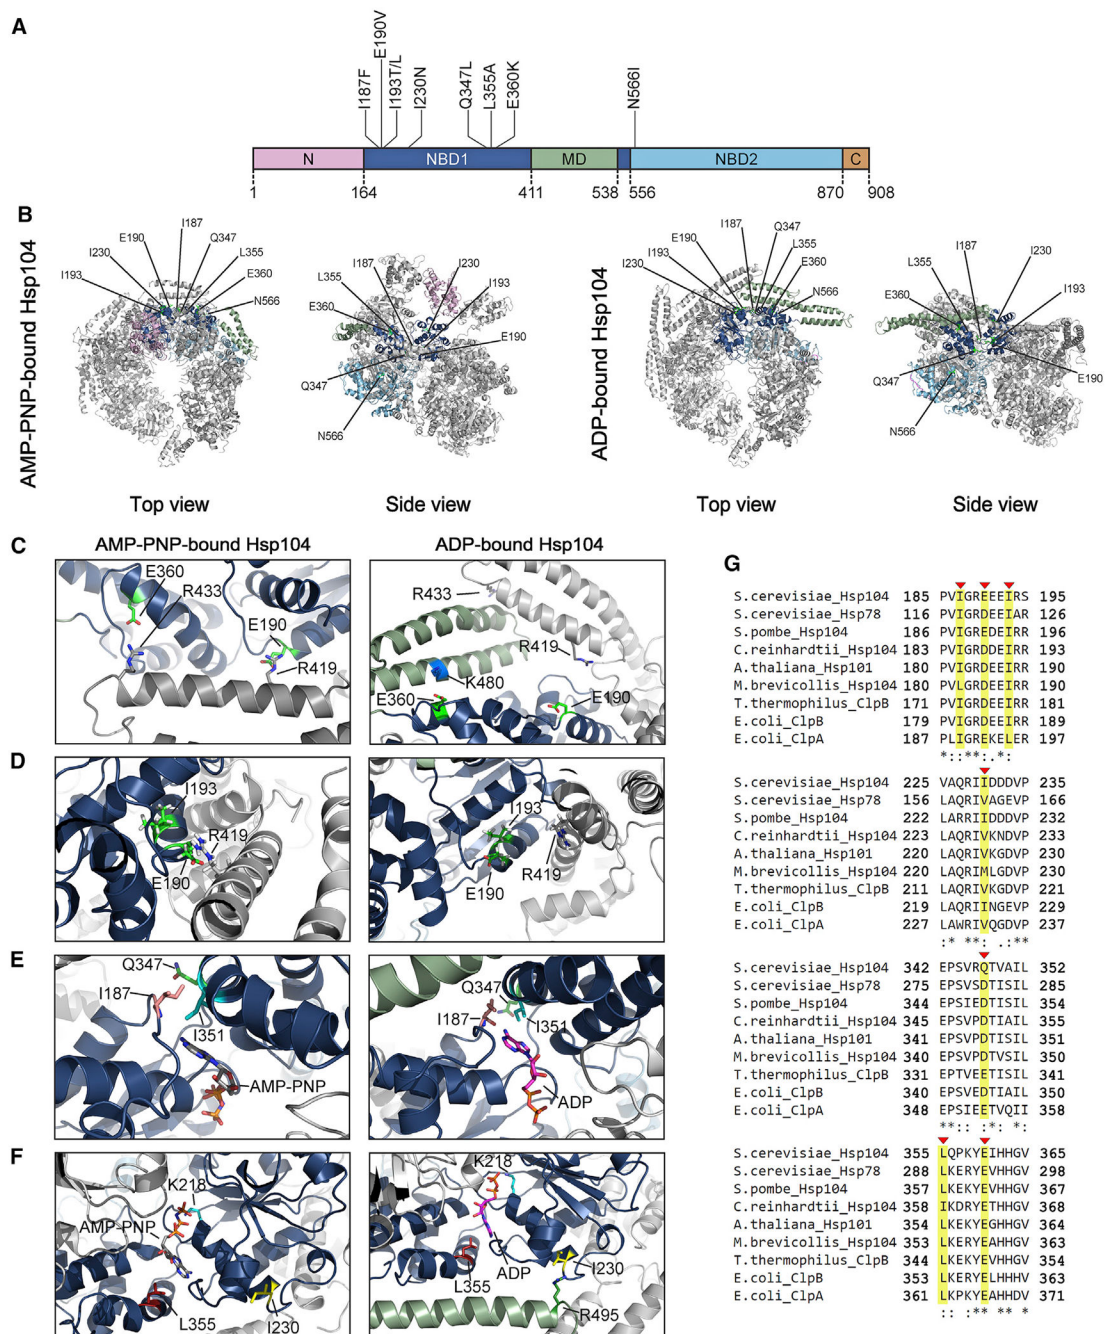 A
I187F
E190V
I193T/L
I230N
Q347L
L355A
E360K
N566I
N
NBD1
MD
NBD2
C
1
164
411
538
556
870
908
B
AMP-PNP-bound Hsp104
I187
E190
Q347
I230
L355
I193
E360
N566
Top view
I187
I230
L355
I193
E360
E190
Q347
N566
Side view
ADP-bound Hsp104
I187
Q347
E190
L355
I193
E360
I230
N566
Top view
I187
I230
L355
I193
E360
Q347
E190
N566
Side view
C
AMP-PNP-bound Hsp104
E360
R433
E190
R419
ADP-bound Hsp104
R433
R419
K480
E360
E190
D
I193
R419
E190
I193
E190
R419
E
Q347
I187
I351
AMP-PNP
Q347
I187
I351
ADP
F
K218
AMP-PNP
L355
I230
K218
L355
ADP
I230
R495
G
S.cerevisiae_Hsp104 185 PVIGREEEIRS 195
S.cerevisiae_Hsp78 116 PVIGRDEEIAR 126
S.pombe_Hsp104 186 PVIGRDEEIRR 196
C.reinhardtii_Hsp104 183 PVIGRDDEIRR 193
A.thaliana_Hsp101 180 PVIGRDDEIRR 190
M.brevicollis_Hsp104 180 PVLGRDEEIRR 190
T.thermophilus_ClpB 171 PVIGRDEEIRR 181
E.coli_ClpB 179 PVIGRDEEIRR 189
E.coli_ClpA 187 PLIGREKELER 197
*::**:.*:
S.cerevisiae_Hsp104 225 VAQRIIDDDVP 235
S.cerevisiae_Hsp78 156 LAQRIVAGEVP 166
S.pombe_Hsp104 222 LARRIIDDDVP 232
C.reinhardtii_Hsp104 223 LAQRIVKNDVP 233
A.thaliana_Hsp101 220 LAQRIVKGDVP 230
M.brevicollis_Hsp104 220 LAQRIMLGDVP 230
T.thermophilus_ClpB 211 LAQRIVKGDVP 221
E.coli_ClpB 219 LAQRIINGEVP 229
E.coli_ClpA 227 LAWRIVQGDVP 237
:* **: .:**
S.cerevisiae_Hsp104 342 EPSVRQTVAIL 352
S.cerevisiae_Hsp78 275 EPSVSDTISIL 285
S.pombe_Hsp104 344 EPSIEDTISIL 354
C.reinhardtii_Hsp104 345 EPSVPDTIAIL 355
A.thaliana_Hsp101 341 EPSVPDTISIL 351
M.brevicollis_Hsp104 340 EPSVPDTVSIL 350
T.thermophilus_ClpB 331 EPTVEETISIL 341
E.coli_ClpB 340 EPSVEDTIAIL 350
E.coli_ClpA 348 EPSIEETVQII 358
**:: :*: *:
S.cerevisiae_Hsp104 355 LQPKYEIHHGV 365
S.cerevisiae_Hsp78 288 LKERYEVHHGV 298
S.pombe_Hsp104 357 LKEKYEVHHGV 367
C.reinhardtii_Hsp104 358 IKDRYEVHHGV 368
A.thaliana_Hsp101 354 LKEKYEGHHGV 364
M.brevicollis_Hsp104 353 LKERYEAHHGV 363
T.thermophilus_ClpB 344 LKEKYEVHHGV 354
E.coli_ClpB 353 LKERYELHHHV 363
E.coli_ClpA 361 LKPKYEAHHDV 371
:: :** ** *